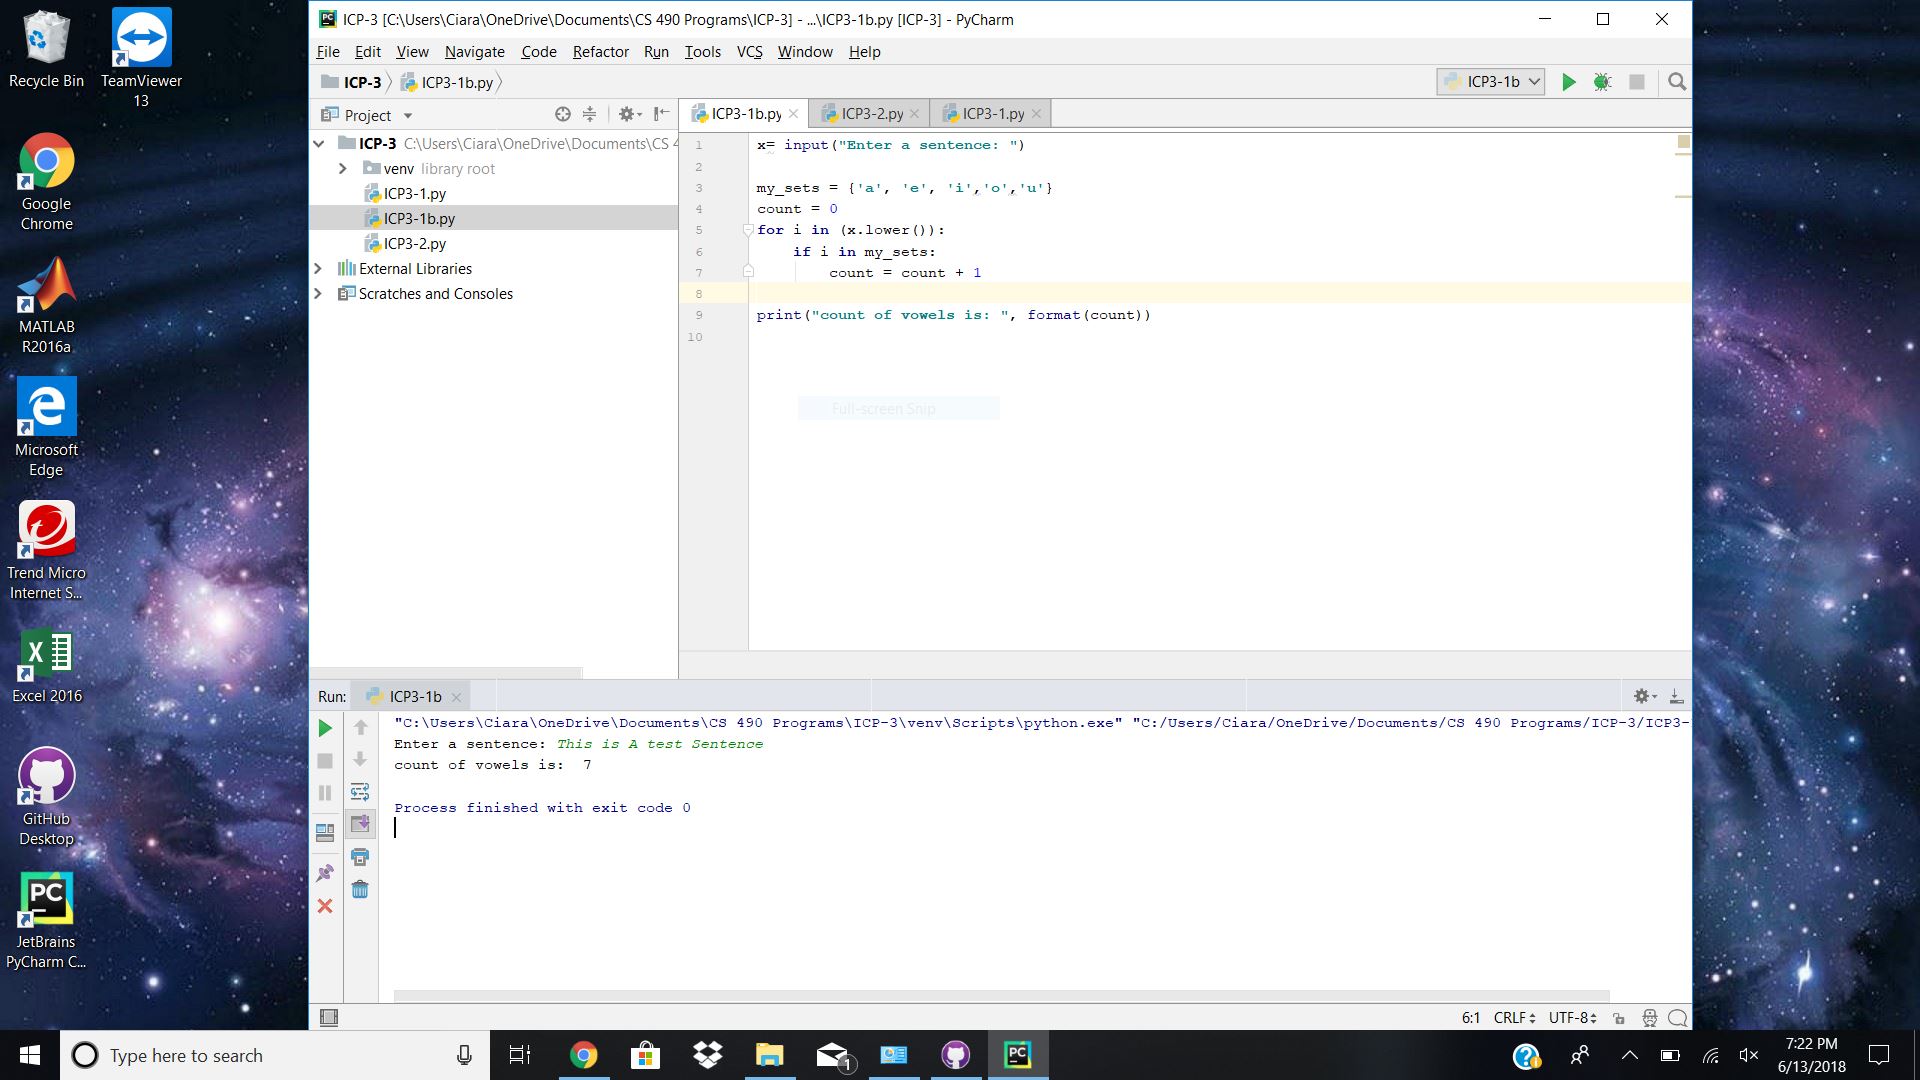 Recycle Bin
TeamViewer
13
Google
Chrome
MATLAB
R2016a
Microsoft
Edge
Trend Micro
Internet S...
Excel 2016
GitHub
Desktop
JetBrains
PyCharm C...
ICP-3 [C:\Users\Ciara\OneDrive\Documents\CS 490 Programs\ICP-3] - ...\ICP3-1b.py [ICP-3] - PyCharm
File Edit View Navigate Code Refactor Run Tools VCS Window Help
ICP-3 ICP3-1b.py ICP3-1b
Project
ICP3-1b.py ICP3-2.py ICP3-1.py
ICP-3 C:\Users\Ciara\OneDrive\Documents\CS 4
venv library root
ICP3-1.py
ICP3-1b.py
ICP3-2.py
External Libraries
Scratches and Consoles
1 x= input("Enter a sentence: ")
2
3 my_sets = {'a', 'e', 'i','o','u'}
4 count = 0
5 for i in (x.lower()):
6 if i in my_sets:
7 count = count + 1
8
9 print("count of vowels is: ", format(count))
10
Full-screen Snip
Run: ICP3-1b
"C:\Users\Ciara\OneDrive\Documents\CS 490 Programs\ICP-3\venv\Scripts\python.exe" "C:/Users/Ciara/OneDrive/Documents/CS 490 Programs/ICP-3/ICP3-
Enter a sentence: This is A test Sentence
count of vowels is:  7
Process finished with exit code 0
6:1 CRLF UTF-8
Type here to search
1
PC
7:22 PM
6/13/2018